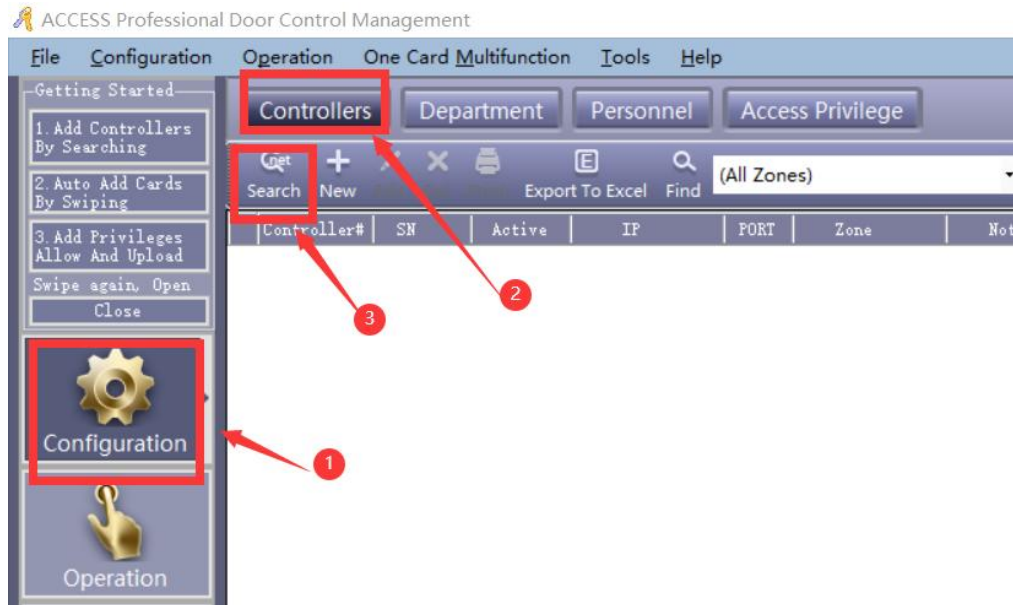 ACCESS Professional Door Control Management
File Configuration Operation One Card Multifunction Tools Help
Getting Started
1. Add Controllers
By Searching
2. Auto Add Cards
By Swiping
3. Add Privileges
Allow And Upload
Swipe again, Open
Close
Configuration
Operation
Controllers Department Personnel Access Privilege
net
Search New Export To Excel Find (All Zones)
E
Controller# SN Active IP PORT Zone Not
1
2
3